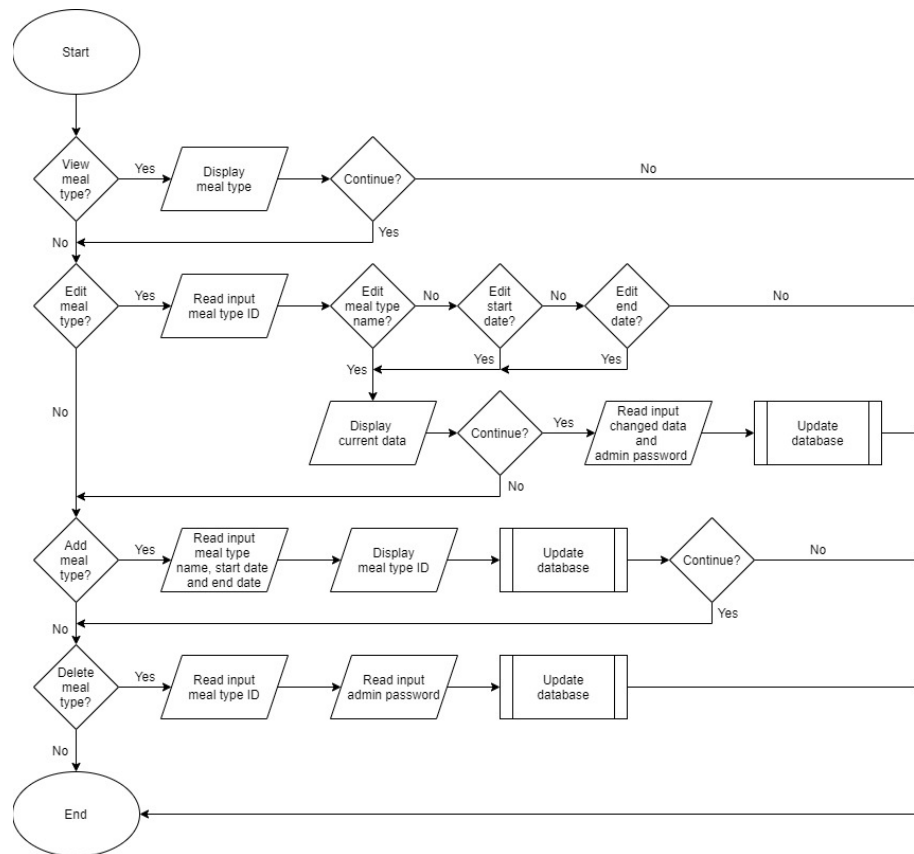 Start
View
meal
type?
Yes
Display
meal type
Continue?
No
Yes
No
Edit
meal
type?
Yes
Read input
meal type ID
Edit
meal type
name?
No
Edit
start
date?
No
Edit
end
date?
No
Yes
Yes
Yes
No
Display
current data
Continue?
Yes
Read input
changed data
and
admin password
Update
database
No
Add
meal
type?
Yes
Read input
meal type
name, start date
and end date
Display
meal type ID
Update
database
Continue?
No
Yes
No
Delete
meal
type?
Yes
Read input
meal type ID
Read input
admin password
Update
database
No
End